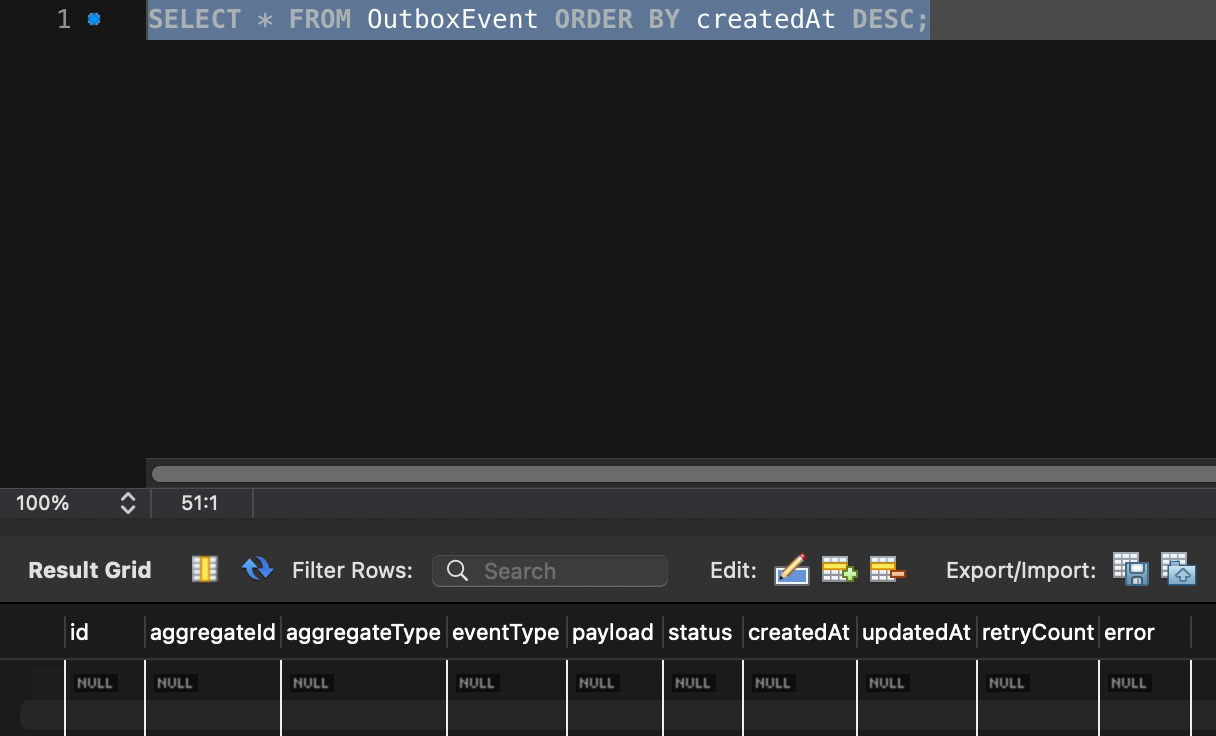 1 SELECT * FROM OutboxEvent ORDER BY createdAt DESC;
100% 51:1
Result Grid Filter Rows: Search Edit: Export/Import:
id aggregateId aggregateType eventType payload status createdAt updatedAt retryCount error
NULL NULL NULL NULL NULL NULL NULL NULL NULL NULL